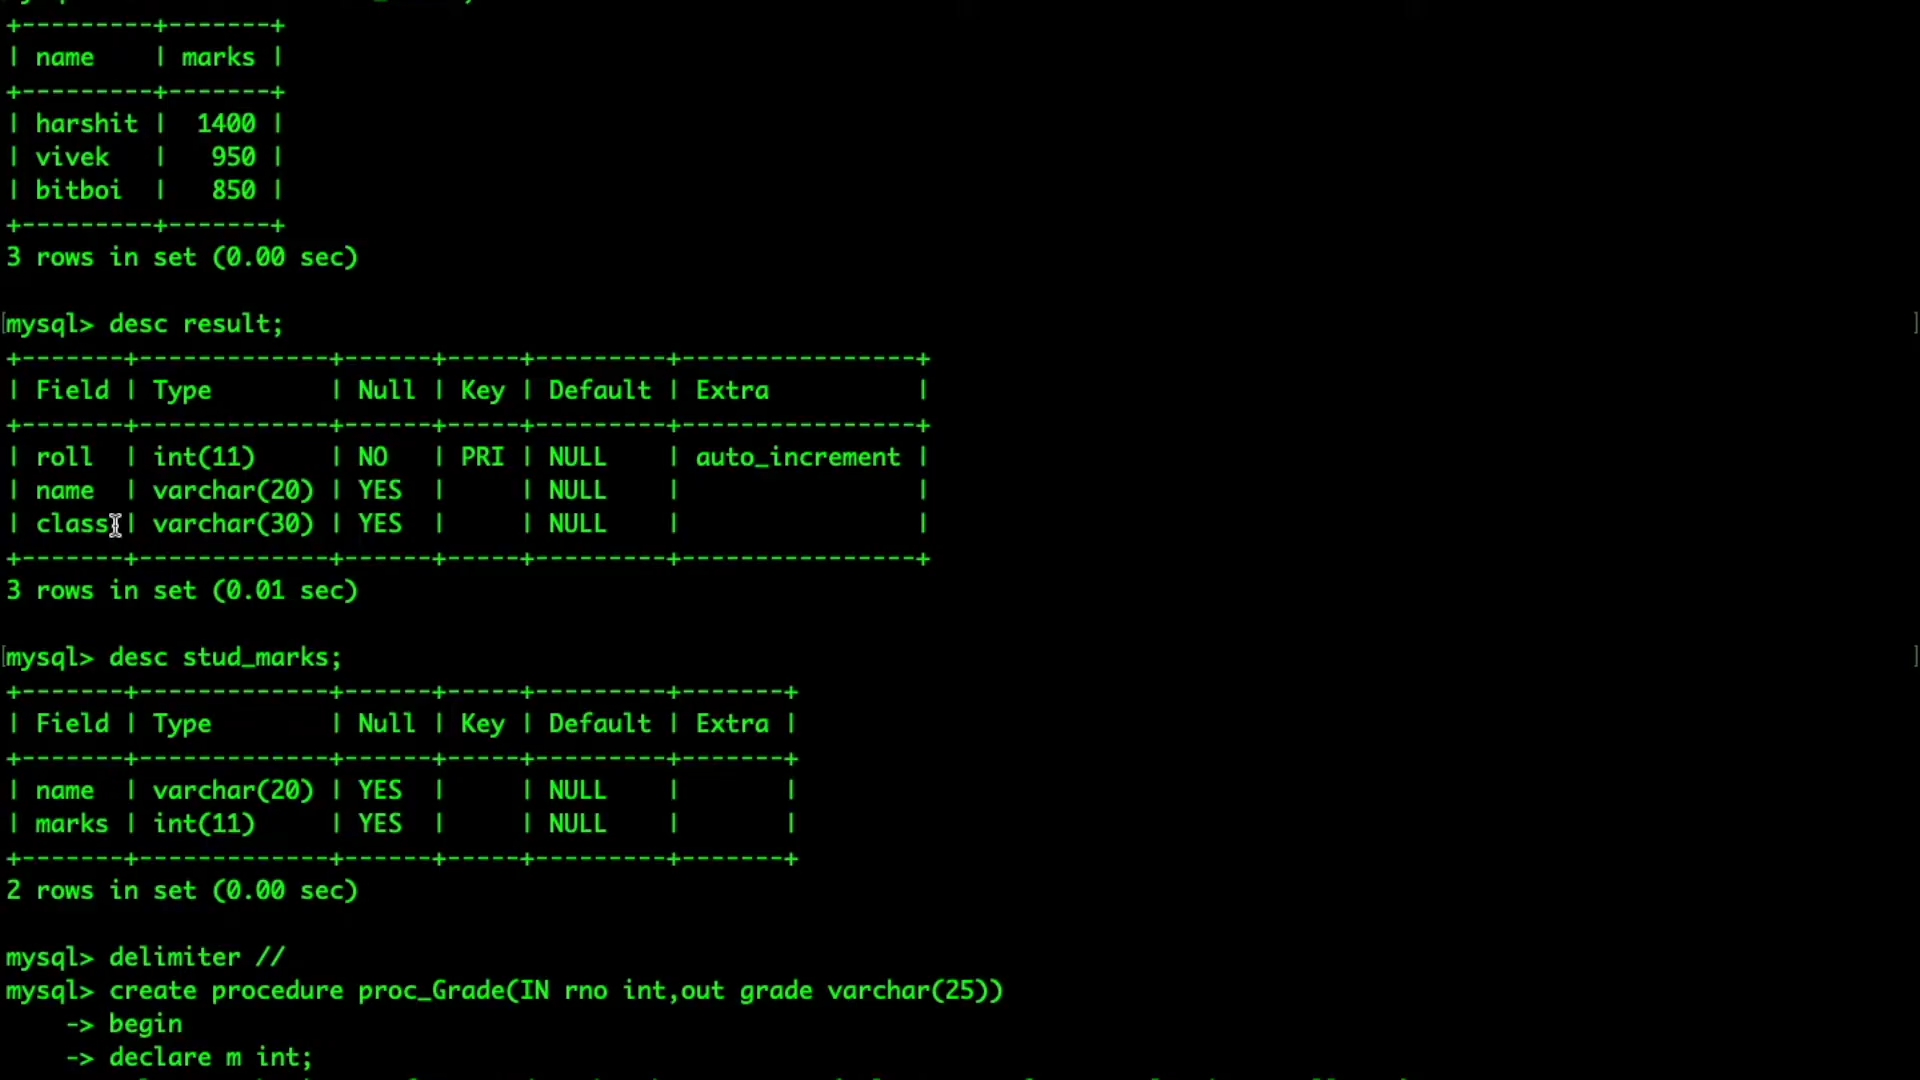 +---------+-------+
| name    | marks |
+---------+-------+
| harshit |  1400 |
| vivek   |   950 |
| bitboi  |   850 |
+---------+-------+
3 rows in set (0.00 sec)
[mysql> desc result; ]
+-------+-------------+------+-----+---------+----------------+
| Field | Type        | Null | Key | Default | Extra          |
+-------+-------------+------+-----+---------+----------------+
| roll  | int(11)     | NO   | PRI | NULL    | auto_increment |
| name  | varchar(20) | YES  |     | NULL    |                |
| class | varchar(30) | YES  |     | NULL    |                |
+-------+-------------+------+-----+---------+----------------+
3 rows in set (0.01 sec)
[mysql> desc stud_marks; ]
+-------+-------------+------+-----+---------+-------+
| Field | Type        | Null | Key | Default | Extra |
+-------+-------------+------+-----+---------+-------+
| name  | varchar(20) | YES  |     | NULL    |       |
| marks | int(11)     | YES  |     | NULL    |       |
+-------+-------------+------+-----+---------+-------+
2 rows in set (0.00 sec)
mysql> delimiter //
mysql> create procedure proc_Grade(IN rno int,out grade varchar(25))
    -> begin
    -> declare m int;